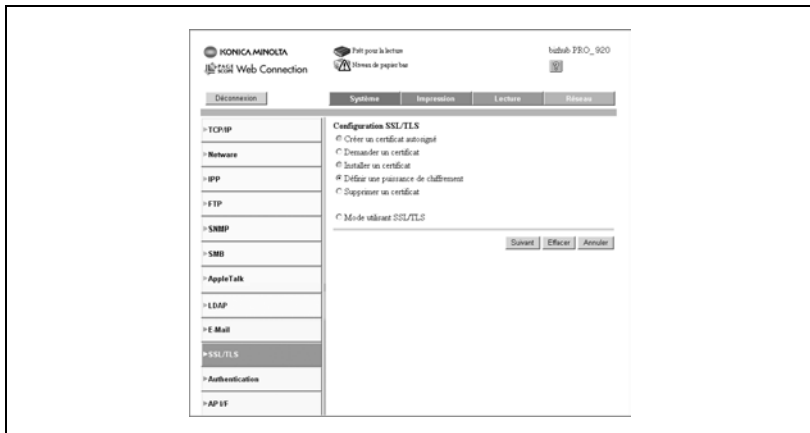 KONICA MINOLTA
PAGE SCOPE Web Connection
Prêt pour la lecture
Niveau de papier bas
bizhub PRO_920
Déconnexion
Système
Impression
Lecture
Réseau
TCP/IP
Netware
IPP
FTP
SNMP
SMB
AppleTalk
LDAP
E-Mail
SSL/TLS
Authentication
AP I/F
Configuration SSL/TLS
Créer un certificat autosigné
Demander un certificat
Installer un certificat
Définir une puissance de chiffrement
Supprimer un certificat
Mode utilisant SSL/TLS
Suivant
Effacer
Annuler